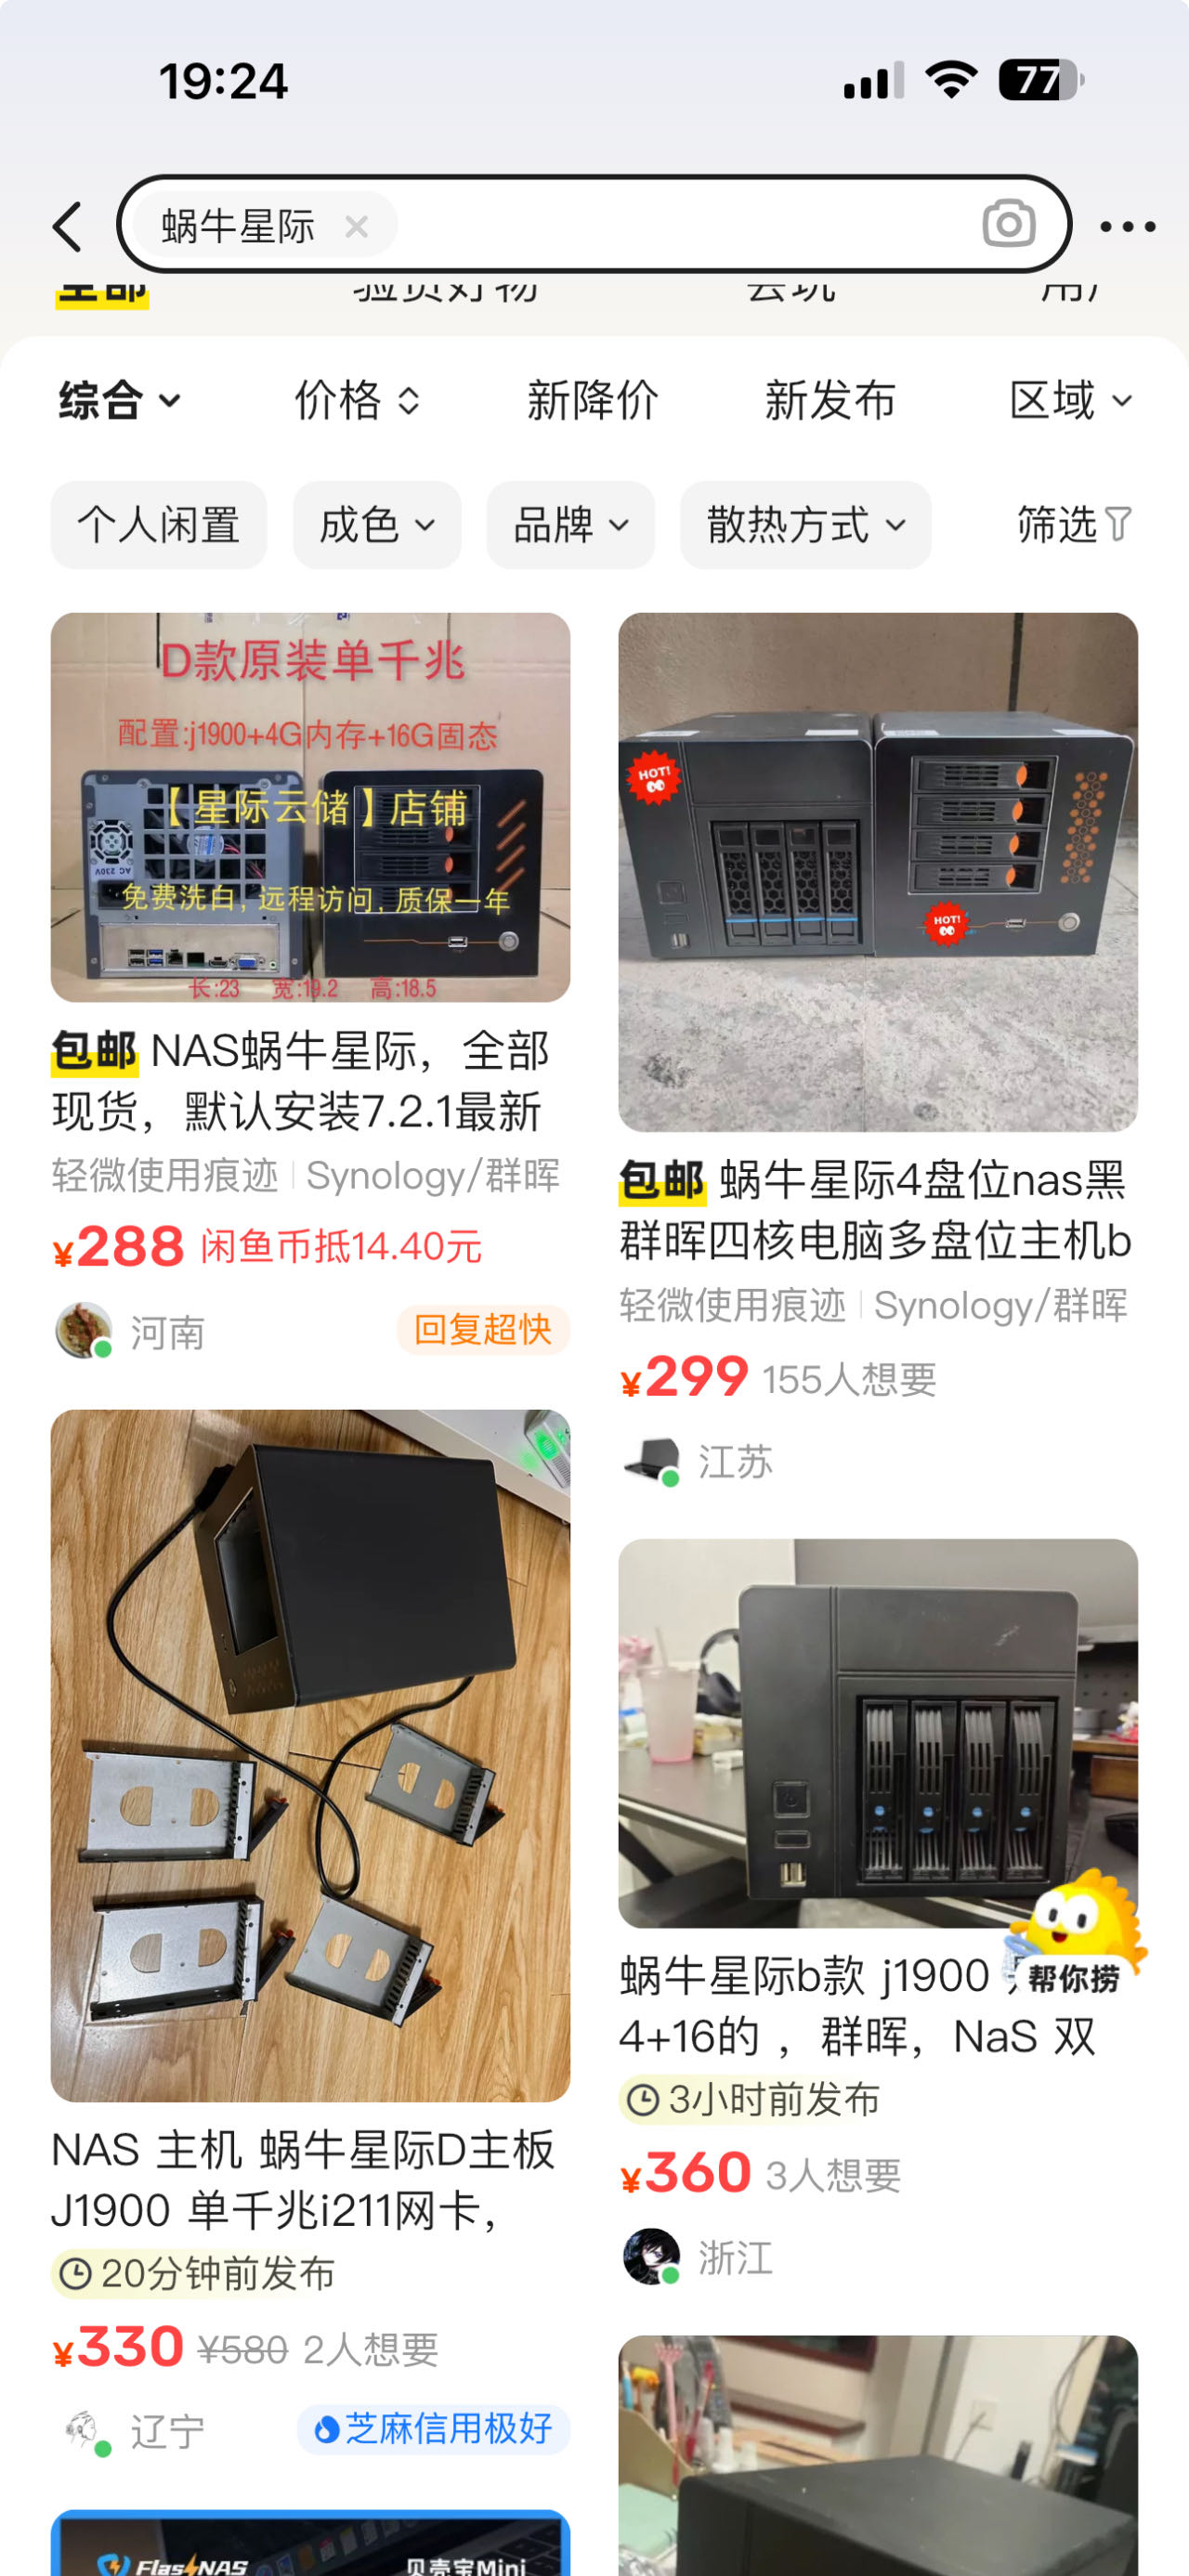 19:24
77
蜗牛星际
全部 验货好物 会玩 用户
综合 价格 新降价 新发布 区域
个人闲置 成色 品牌 散热方式 筛选
D款原装单千兆
配置:j1900+4G内存+16G固态
【星际云储】店铺
AC 230V
免费洗白, 远程访问, 质保一年
长:23 宽:19.2 高:18.5
包邮 NAS蜗牛星际，全部
现货，默认安装7.2.1最新
轻微使用痕迹 Synology/群晖
¥288 闲鱼币抵14.40元
河南 回复超快
HOT!
HOT!
包邮 蜗牛星际4盘位nas黑
群晖四核电脑多盘位主机b
轻微使用痕迹 Synology/群晖
¥299 155人想要
江苏
NAS 主机 蜗牛星际D主板
J1900 单千兆i211网卡，
20分钟前发布
¥330 ¥580 2人想要
辽宁 芝麻信用极好
蜗牛星际b款 j1900
4+16的 ，群晖，NaS 双
帮你捞
3小时前发布
¥360 3人想要
浙江
FlashNAS 贝壳宝Mini